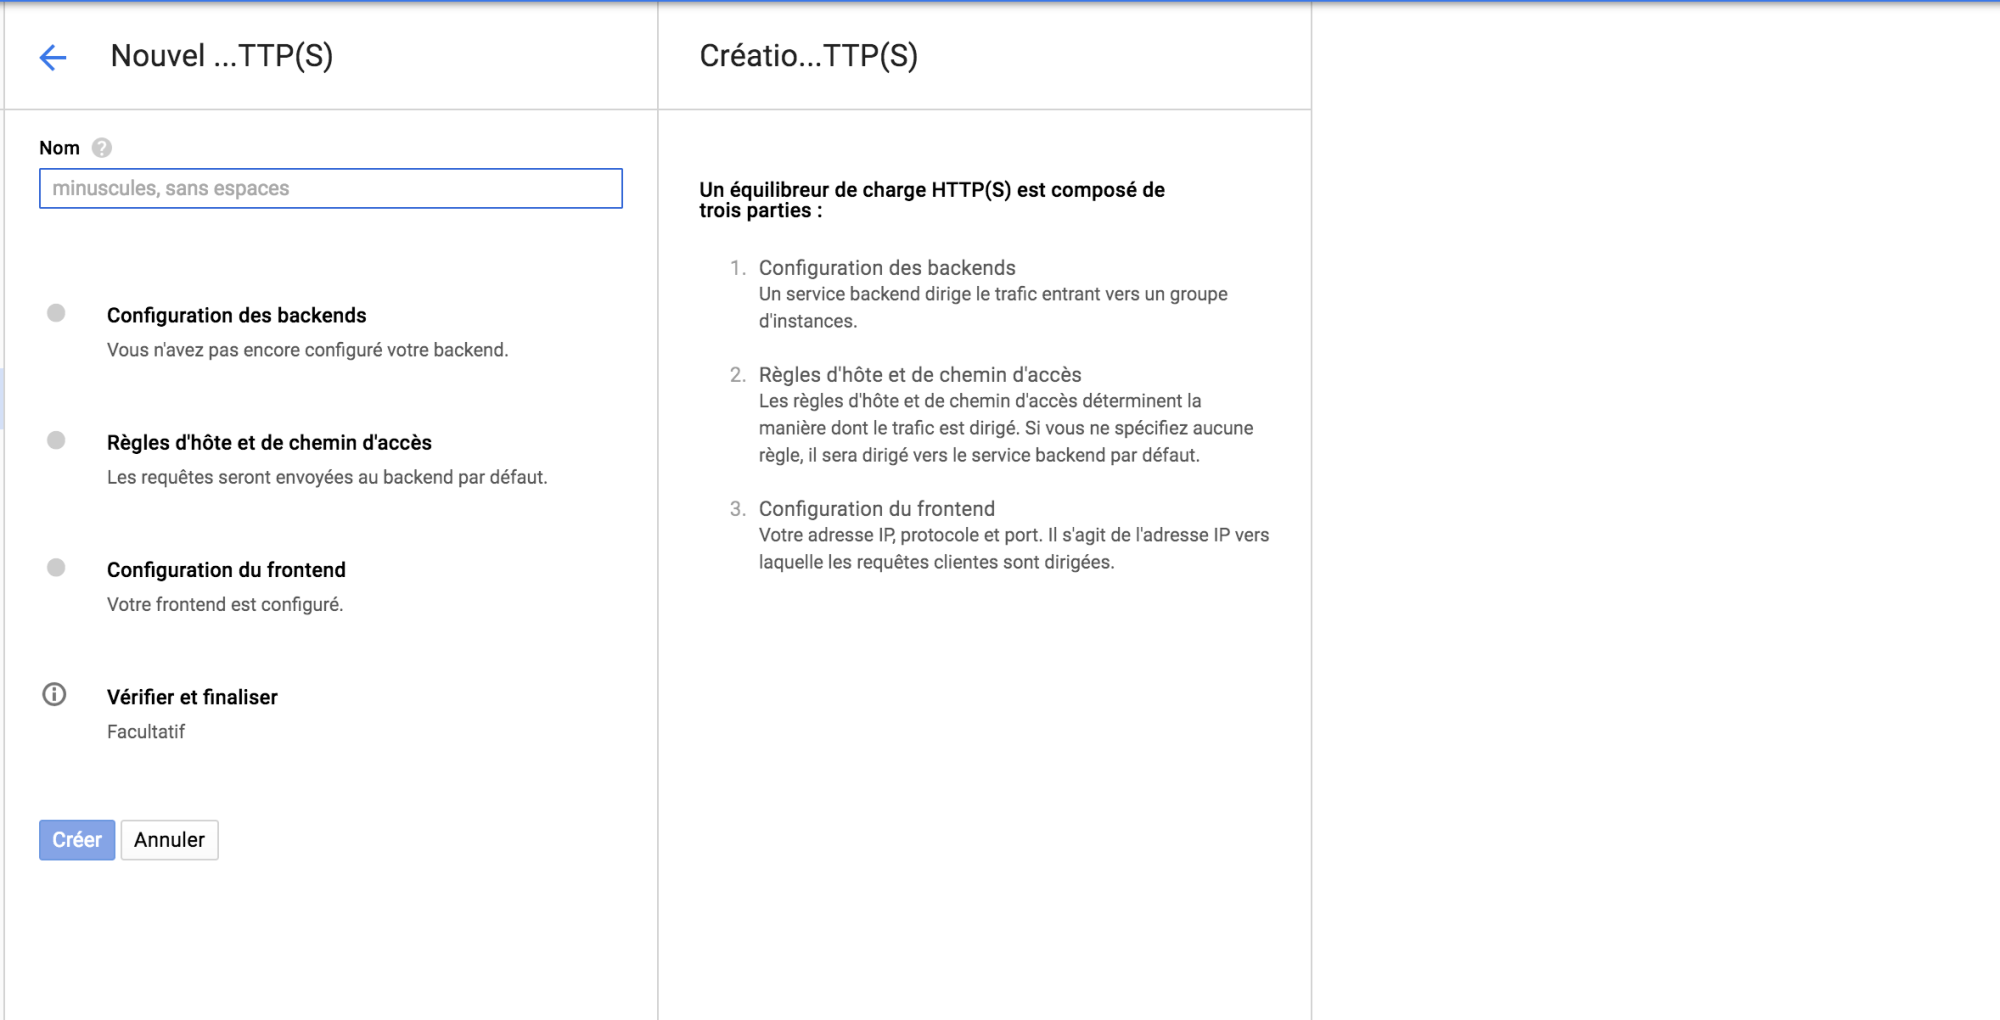 Nouvel ...TTP(S)
Nom
minuscules, sans espaces
Configuration des backends
Vous n'avez pas encore configuré votre backend.
Règles d'hôte et de chemin d'accès
Les requêtes seront envoyées au backend par défaut.
Configuration du frontend
Votre frontend est configuré.
Vérifier et finaliser
Facultatif
Créer
Annuler
Créatio...TTP(S)
Un équilibreur de charge HTTP(S) est composé de
trois parties :
1. Configuration des backends
Un service backend dirige le trafic entrant vers un groupe
d'instances.
2. Règles d'hôte et de chemin d'accès
Les règles d'hôte et de chemin d'accès déterminent la
manière dont le trafic est dirigé. Si vous ne spécifiez aucune
règle, il sera dirigé vers le service backend par défaut.
3. Configuration du frontend
Votre adresse IP, protocole et port. Il s'agit de l'adresse IP vers
laquelle les requêtes clientes sont dirigées.